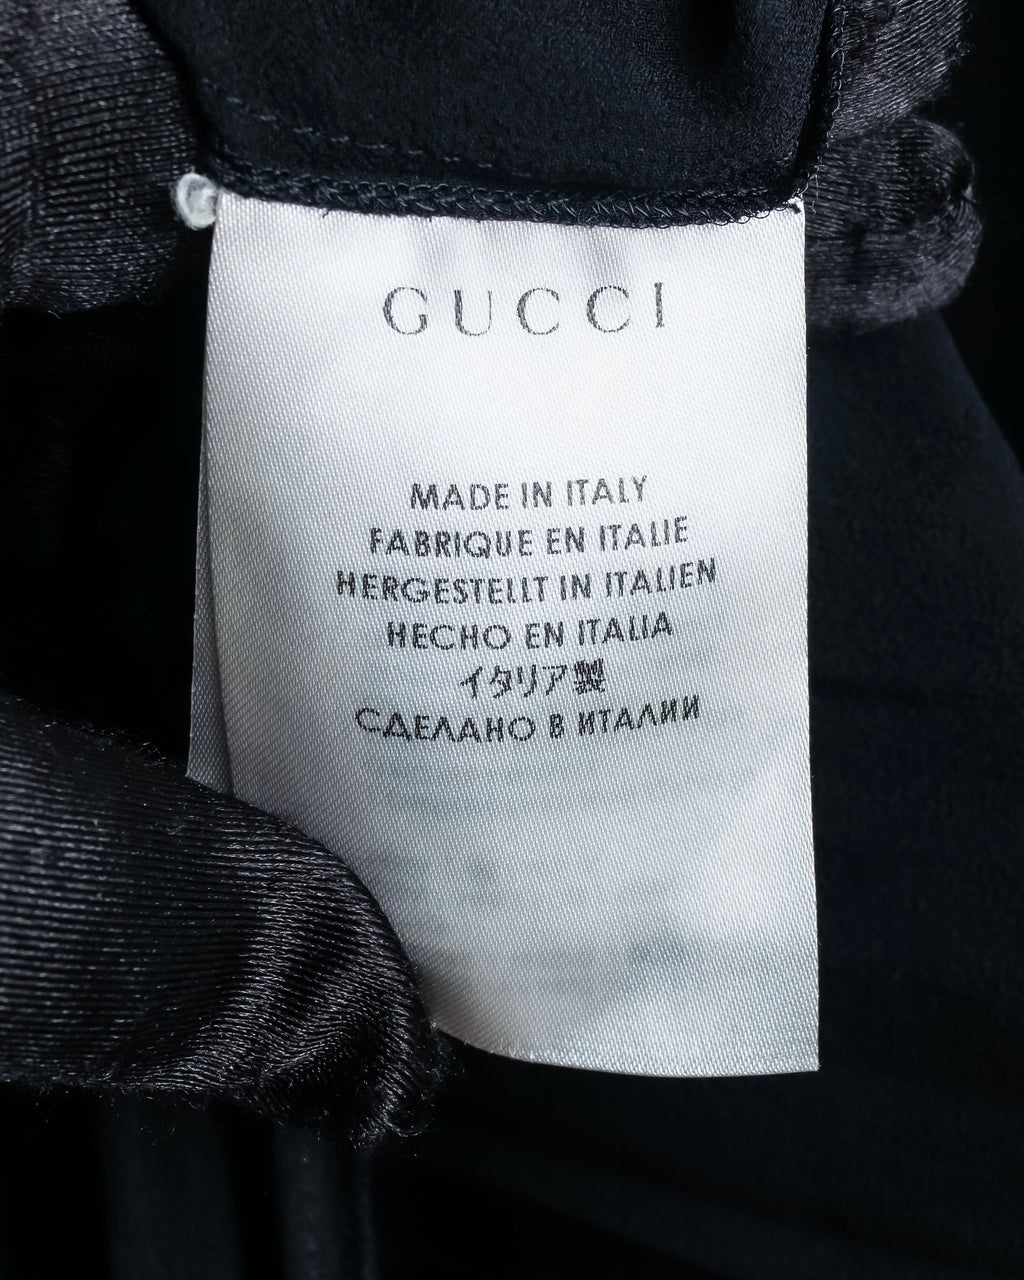 GUCCI
MADE IN ITALY
FABRIQUE EN ITALIE
HERGESTELLT IN ITALIEN
HECHO EN ITALIA
イタリア製
СДЕЛАНО В ИТАЛИИ